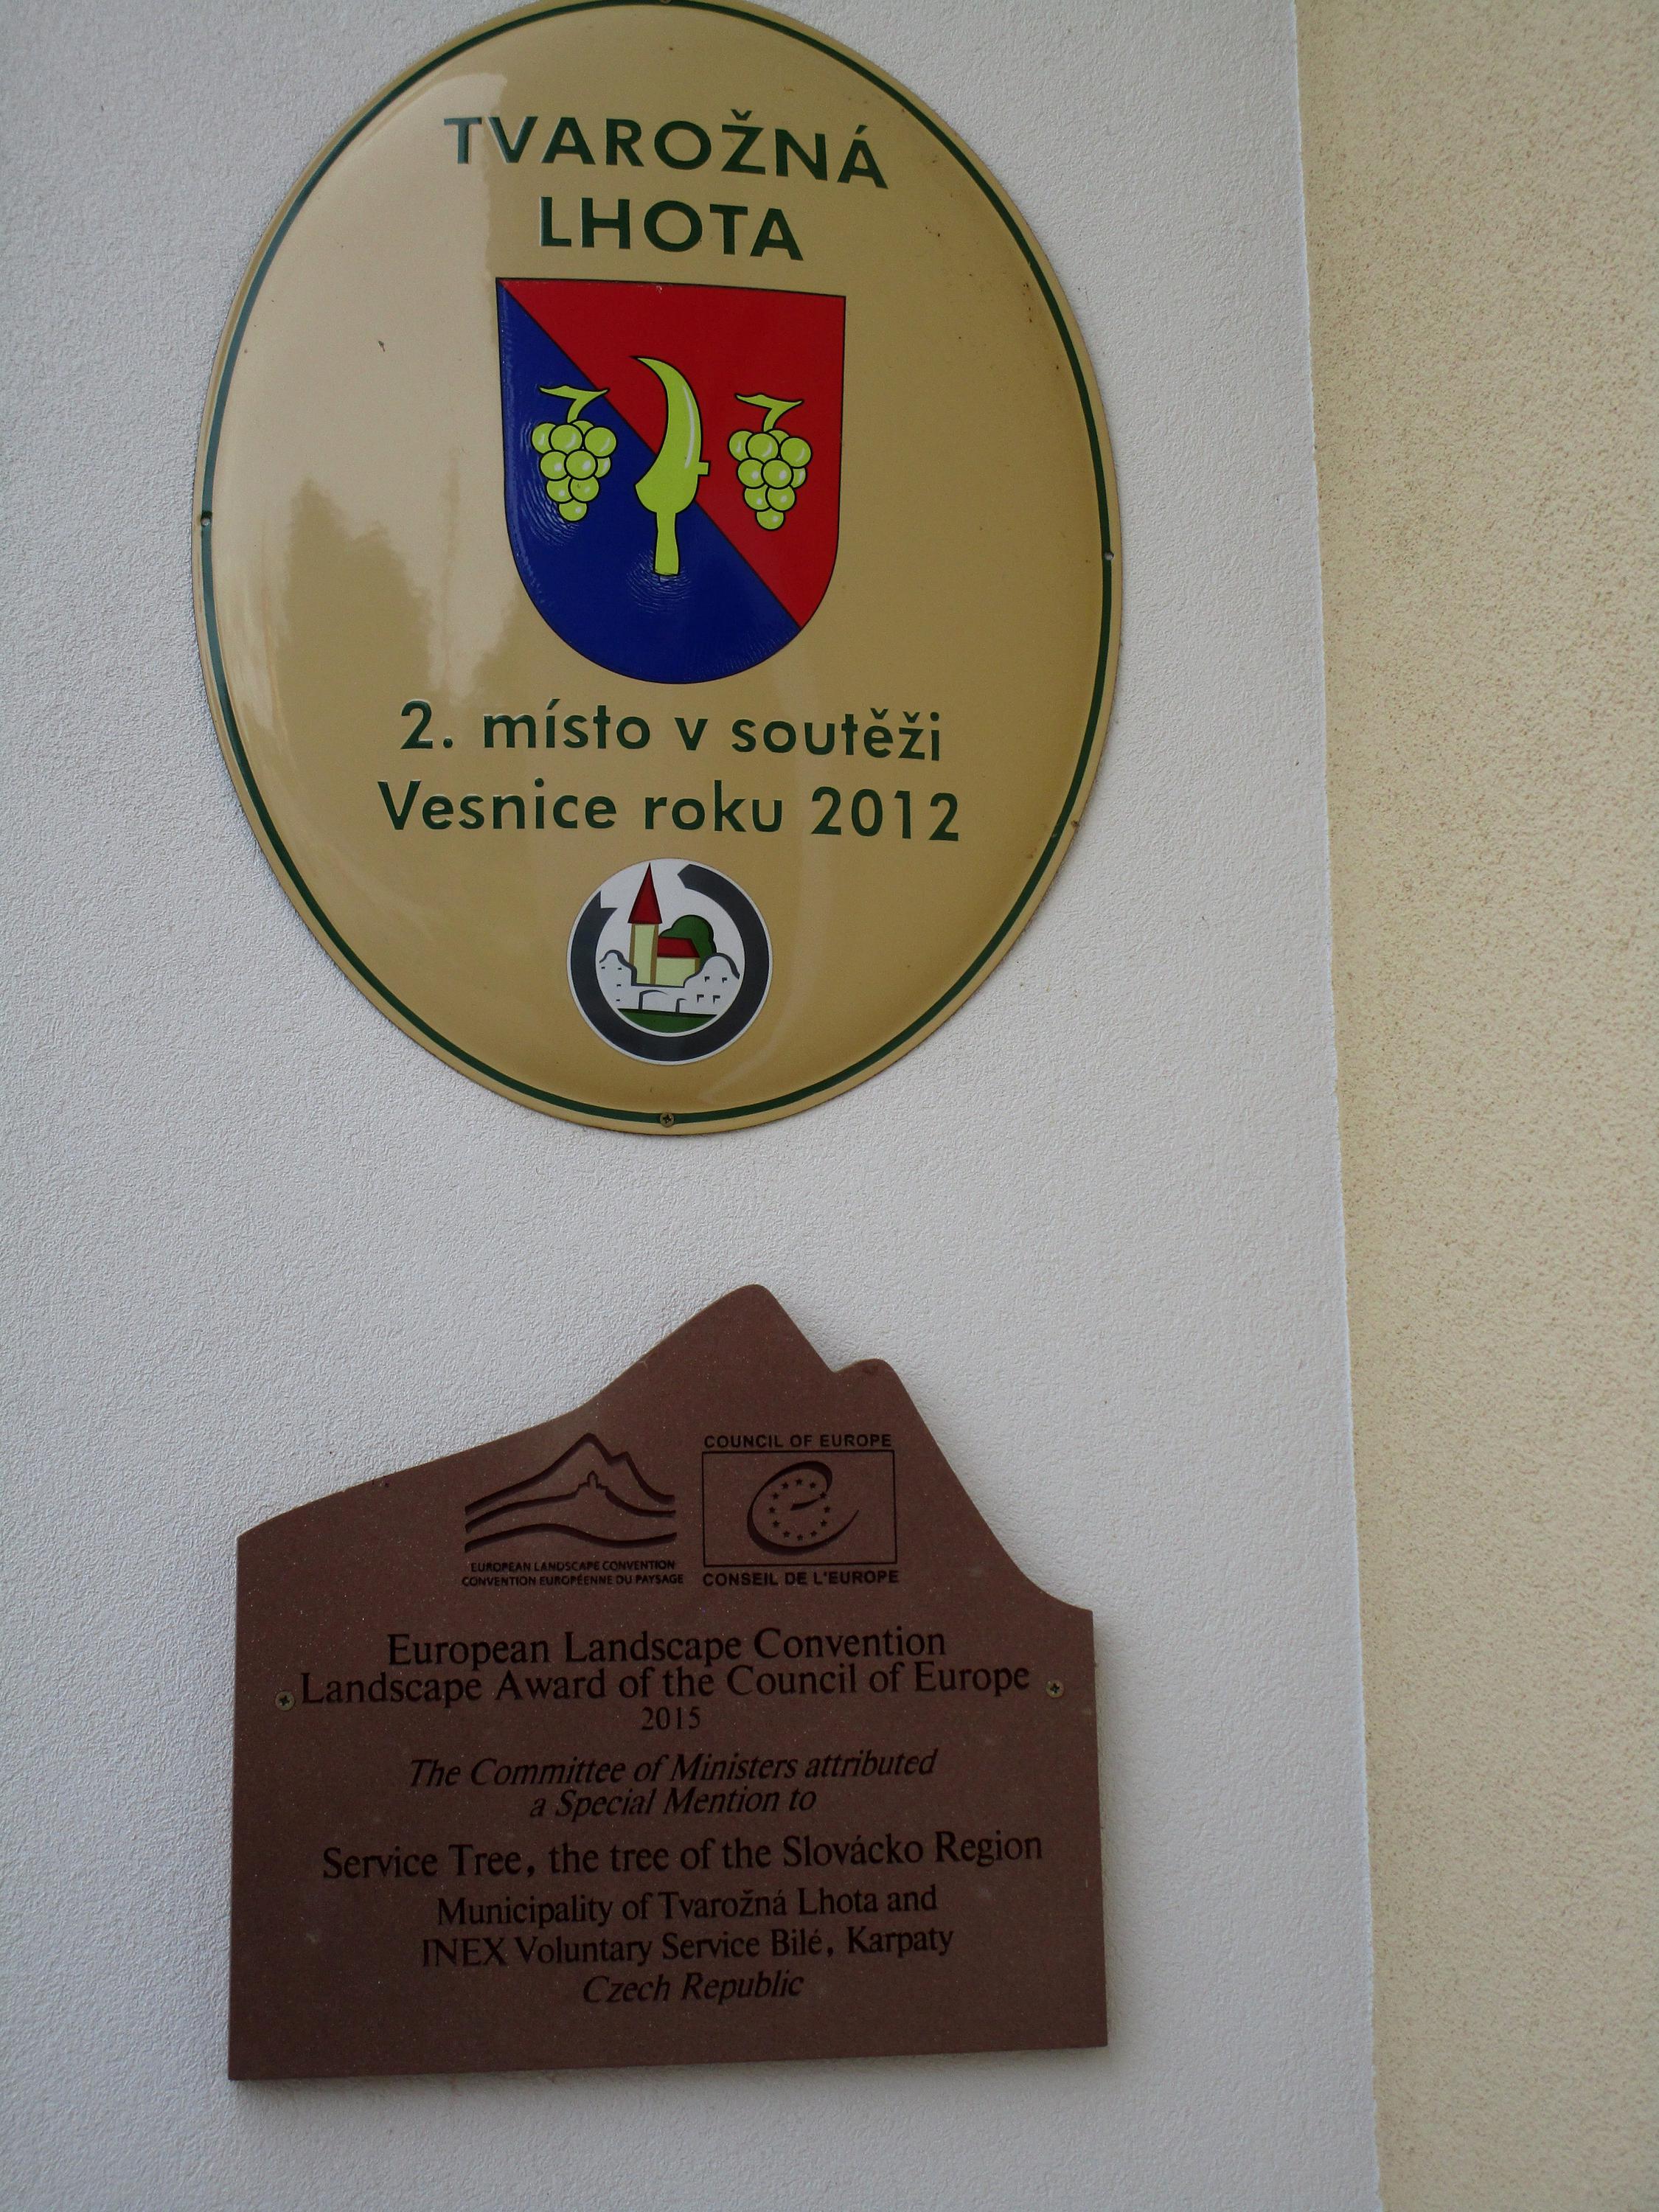 TVAROŽNÁ
LHOTA
2. místo v soutěži
Vesnice roku 2012
COUNCIL OF EUROPE
EUROPEAN LANDSCAPE CONVENTION
CONVENTION EUROPÉENNE DU PAYSAGE
CONSEIL DE L'EUROPE
European Landscape Convention
Landscape Award of the Council of Europe
2015
The Committee of Ministers attributed
a Special Mention to
Service Tree, the tree of the Slovácko Region
Municipality of Tvarožná Lhota and
INEX Voluntary Service Bilé, Karpaty
Czech Republic